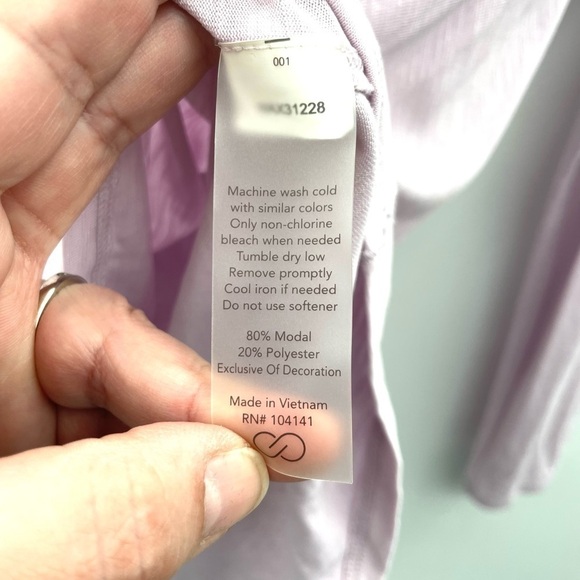 001
Machine wash cold
with similar colors
Only non-chlorine
bleach when needed
Tumble dry low
Remove promptly
Cool iron if needed
Do not use softener
80% Modal
20% Polyester
Exclusive Of Decoration
Made in Vietnam
RN# 104141